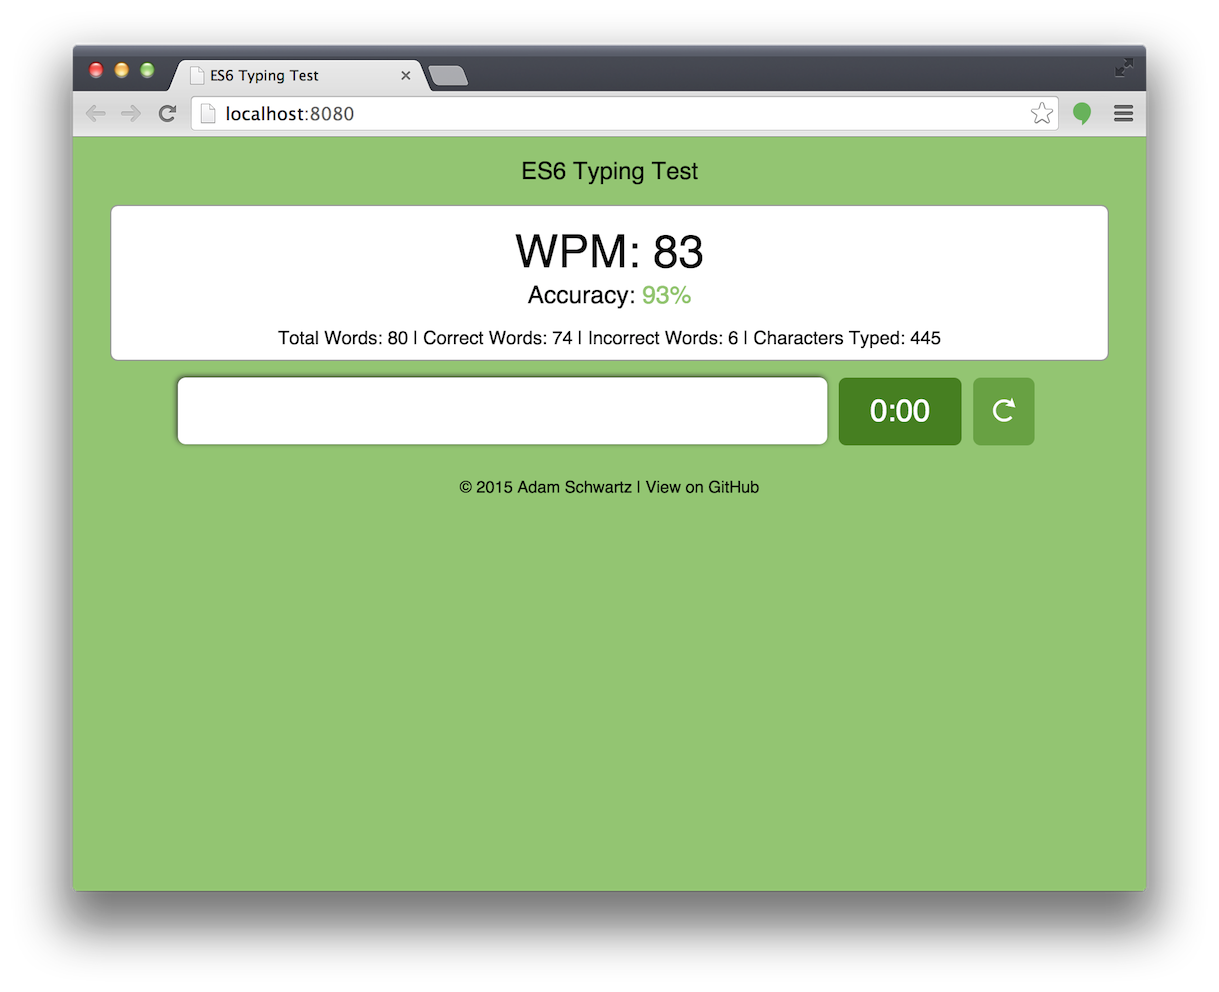 ES6 Typing Test
localhost:8080
ES6 Typing Test
WPM: 83
Accuracy: 93%
Total Words: 80 | Correct Words: 74 | Incorrect Words: 6 | Characters Typed: 445
0:00
© 2015 Adam Schwartz | View on GitHub